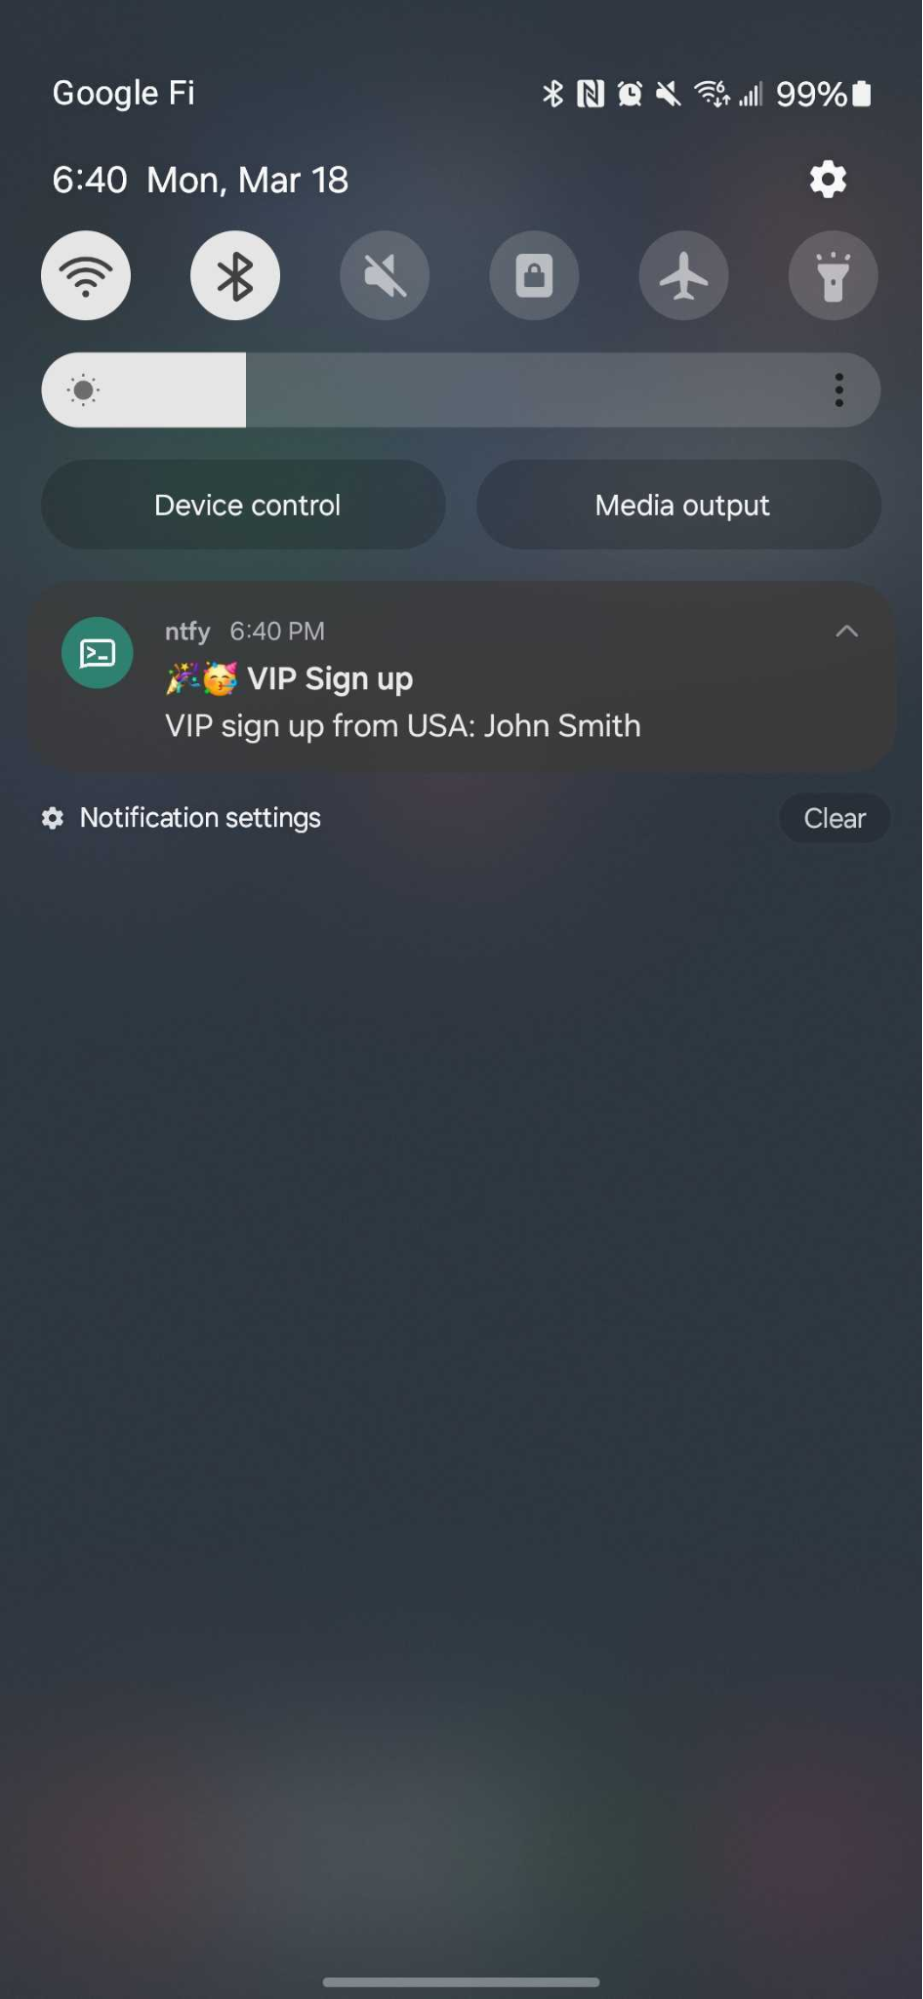 Google Fi 99%
6:40 Mon, Mar 18
Device control Media output
ntfy 6:40 PM
🎉🥳 VIP Sign up
VIP sign up from USA: John Smith
Notification settings Clear